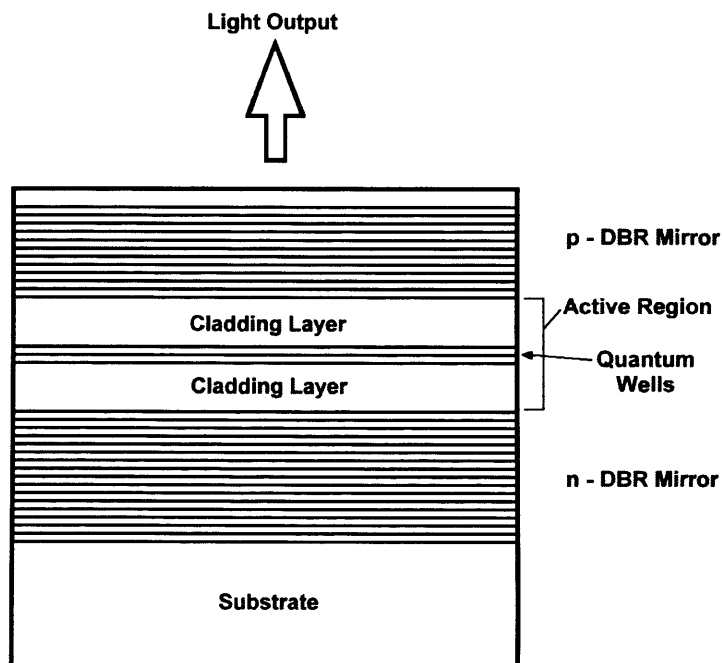 Light Output
p - DBR Mirror
Cladding Layer
Active Region
Quantum
Wells
Cladding Layer
n - DBR Mirror
Substrate